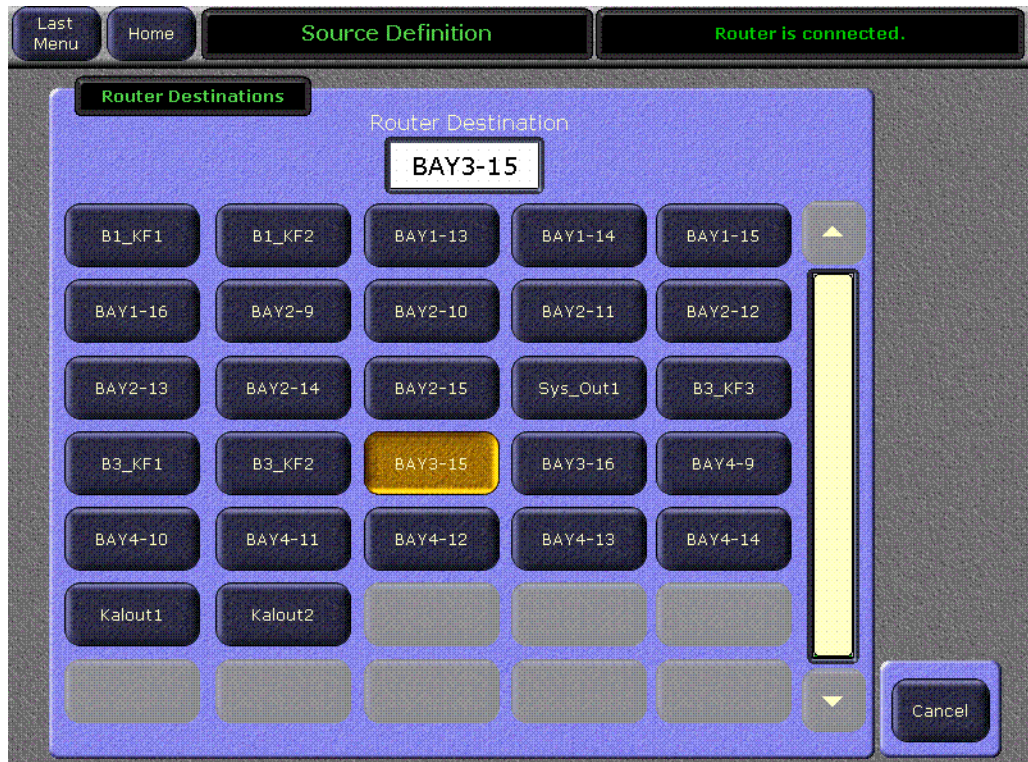 Last Menu
Home
Source Definition
Router is connected.
Router Destinations
Router Destination
BAY3-15
B1_KF1 B1_KF2 BAY1-13 BAY1-14 BAY1-15
BAY1-16 BAY2-9 BAY2-10 BAY2-11 BAY2-12
BAY2-13 BAY2-14 BAY2-15 Sys_Out1 B3_KF3
B3_KF1 B3_KF2 BAY3-15 BAY3-16 BAY4-9
BAY4-10 BAY4-11 BAY4-12 BAY4-13 BAY4-14
Kalout1 Kalout2
Cancel